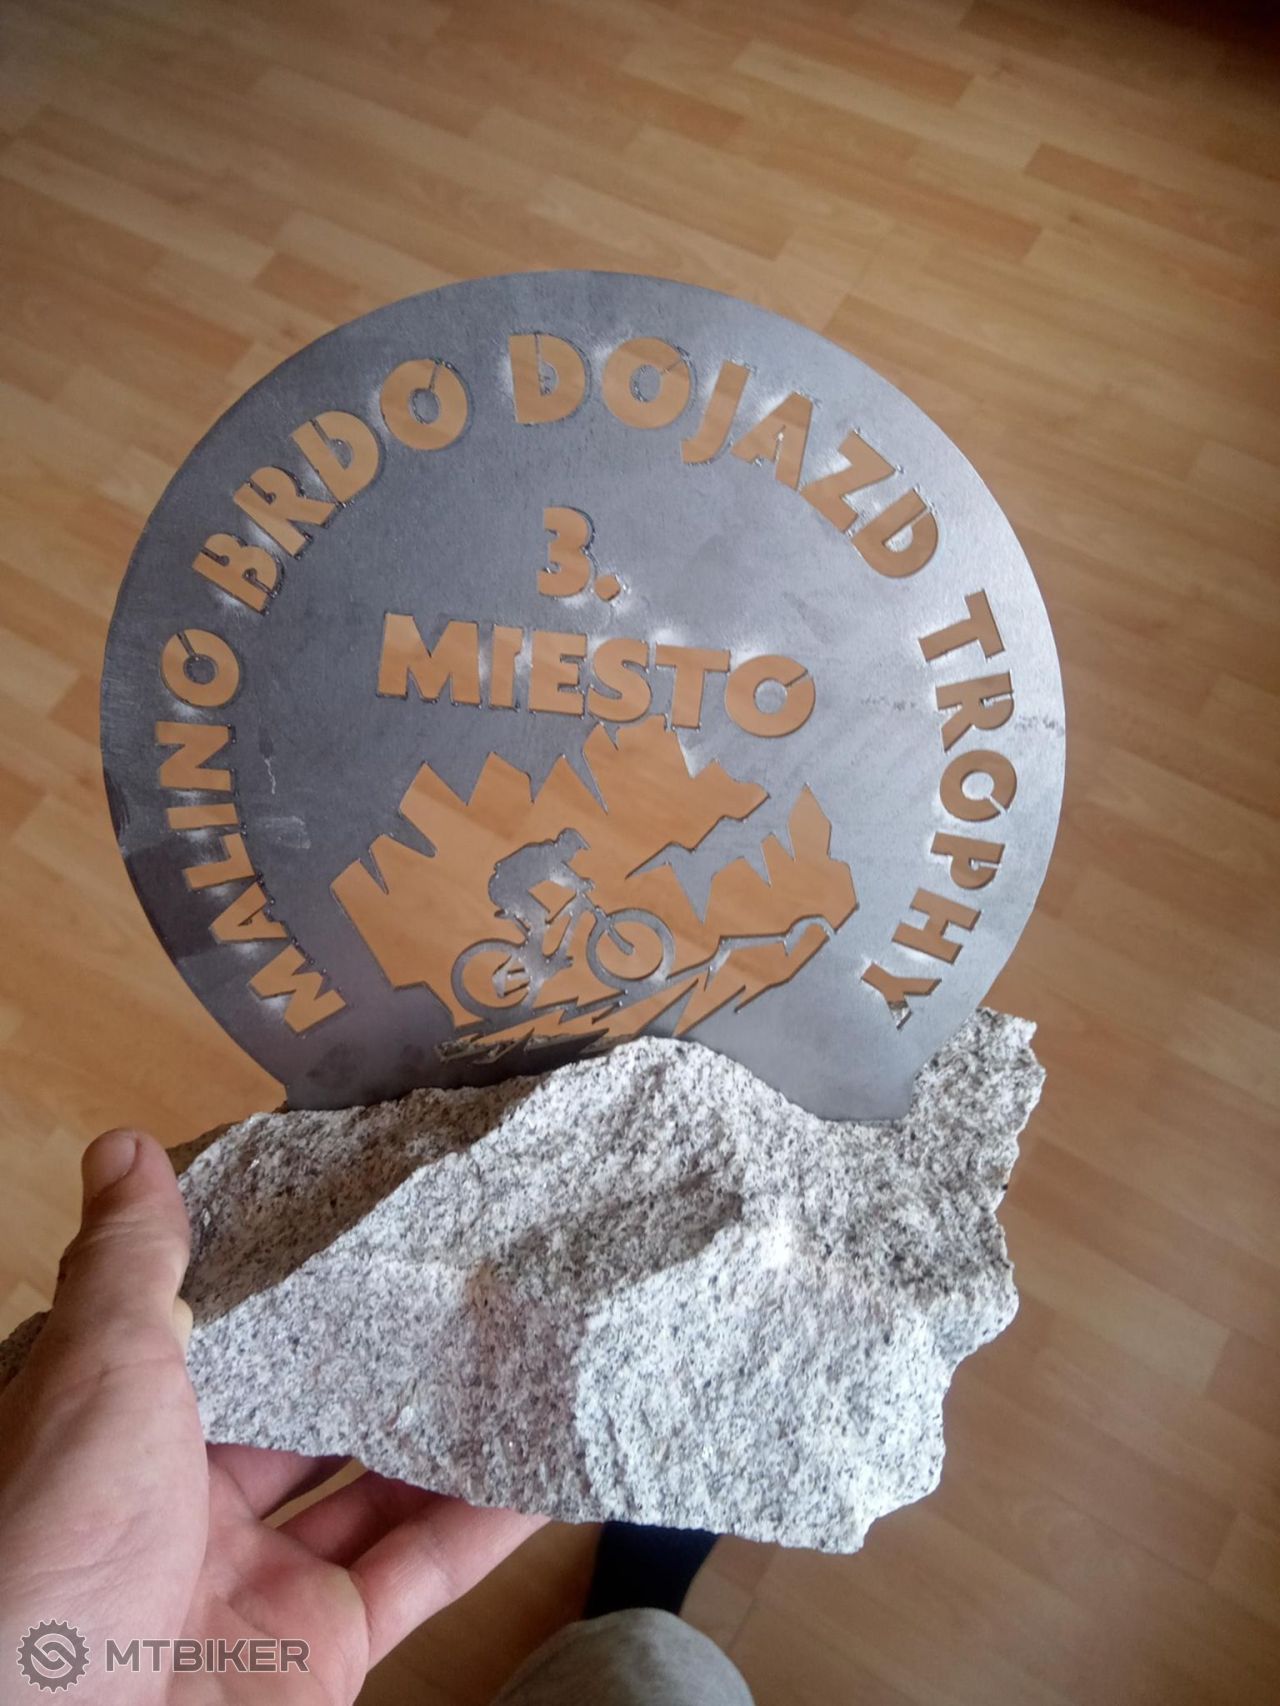 MALINO BRDO DOJAZD TROPHY
3.
MIESTO
MTBIKER